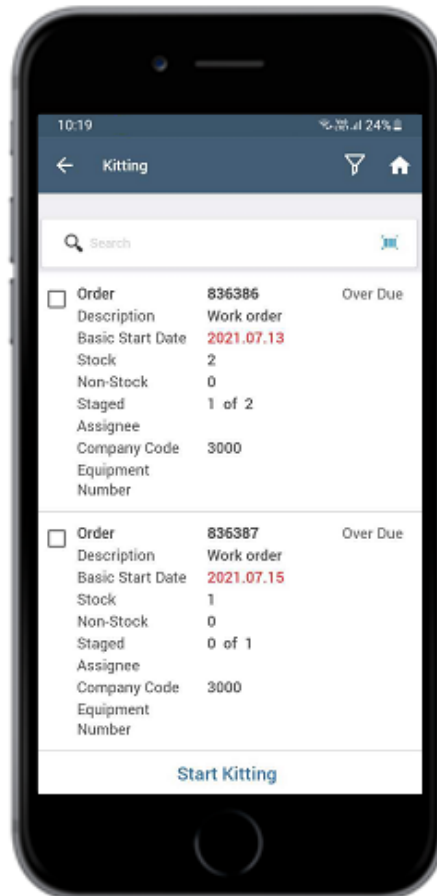 10:19 24%
Kitting
Search
Order 836386 Over Due
Description Work order
Basic Start Date 2021.07.13
Stock 2
Non-Stock 0
Staged 1 of 2
Assignee
Company Code 3000
Equipment
Number
Order 836387 Over Due
Description Work order
Basic Start Date 2021.07.15
Stock 1
Non-Stock 0
Staged 0 of 1
Assignee
Company Code 3000
Equipment
Number
Start Kitting